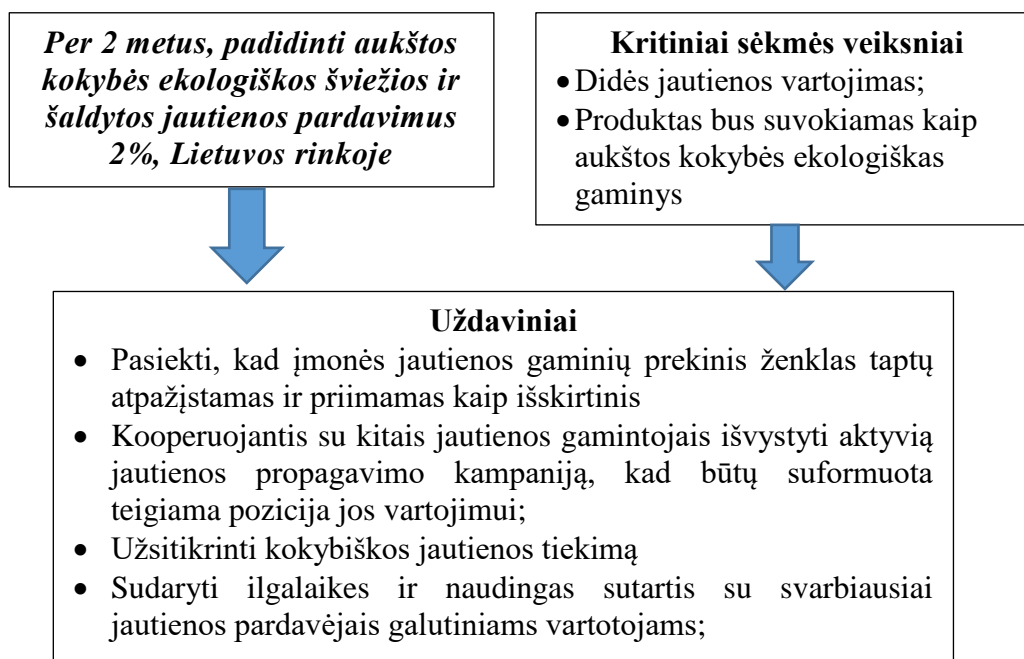 Per 2 metus, padidinti aukštos
kokybės ekologiškos šviežios ir
šaldytos jautienos pardavimus
2%, Lietuvos rinkoje
Kritiniai sėkmės veiksniai
•Didės jautienos vartojimas;
•Produktas bus suvokiamas kaip
aukštos kokybės ekologiškas
gaminys
Uždaviniai
• Pasiekti, kad įmonės jautienos gaminių prekinis ženklas taptų
atpažįstamas ir priimamas kaip išskirtinis
• Kooperuojantis su kitais jautienos gamintojais išvystyti aktyvią
jautienos propagavimo kampaniją, kad būtų suformuota
teigiama pozicija jos vartojimui;
• Užsitikrinti kokybiškos jautienos tiekimą
• Sudaryti ilgalaikes ir naudingas sutartis su svarbiausiai
jautienos pardavėjais galutiniams vartotojams;